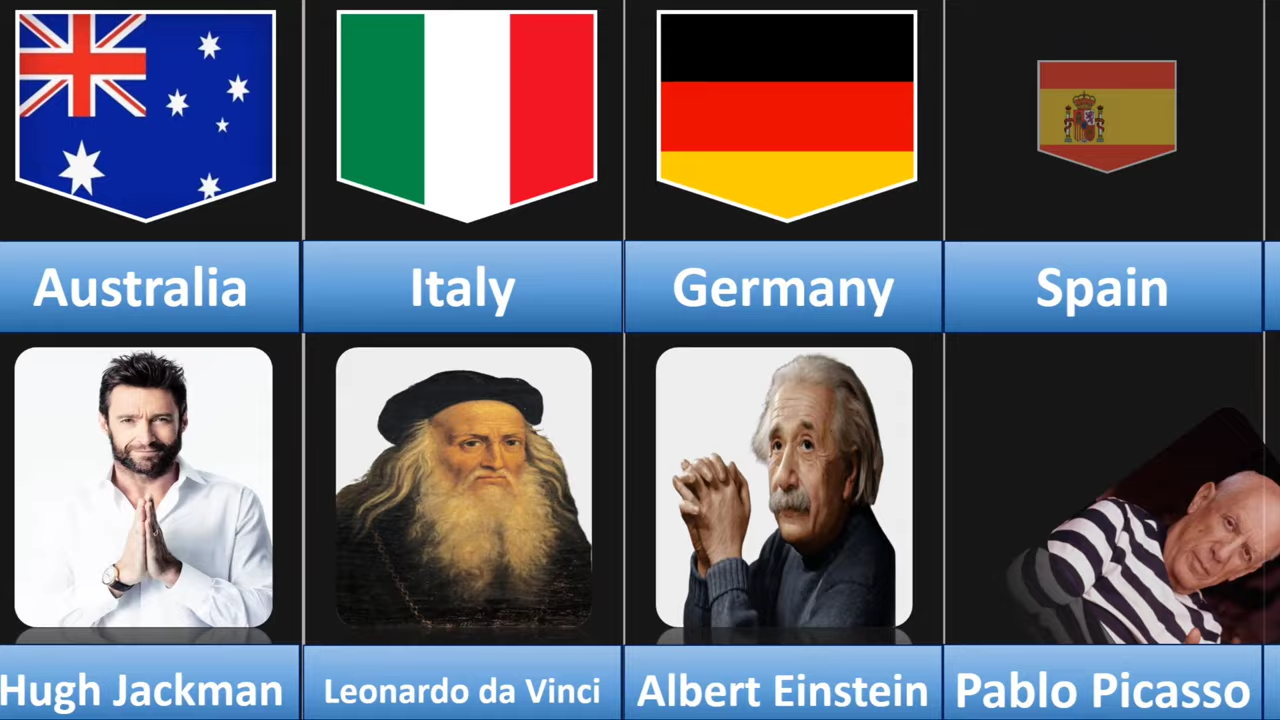 Australia
Italy
Germany
Spain
Hugh Jackman
Leonardo da Vinci
Albert Einstein
Pablo Picasso